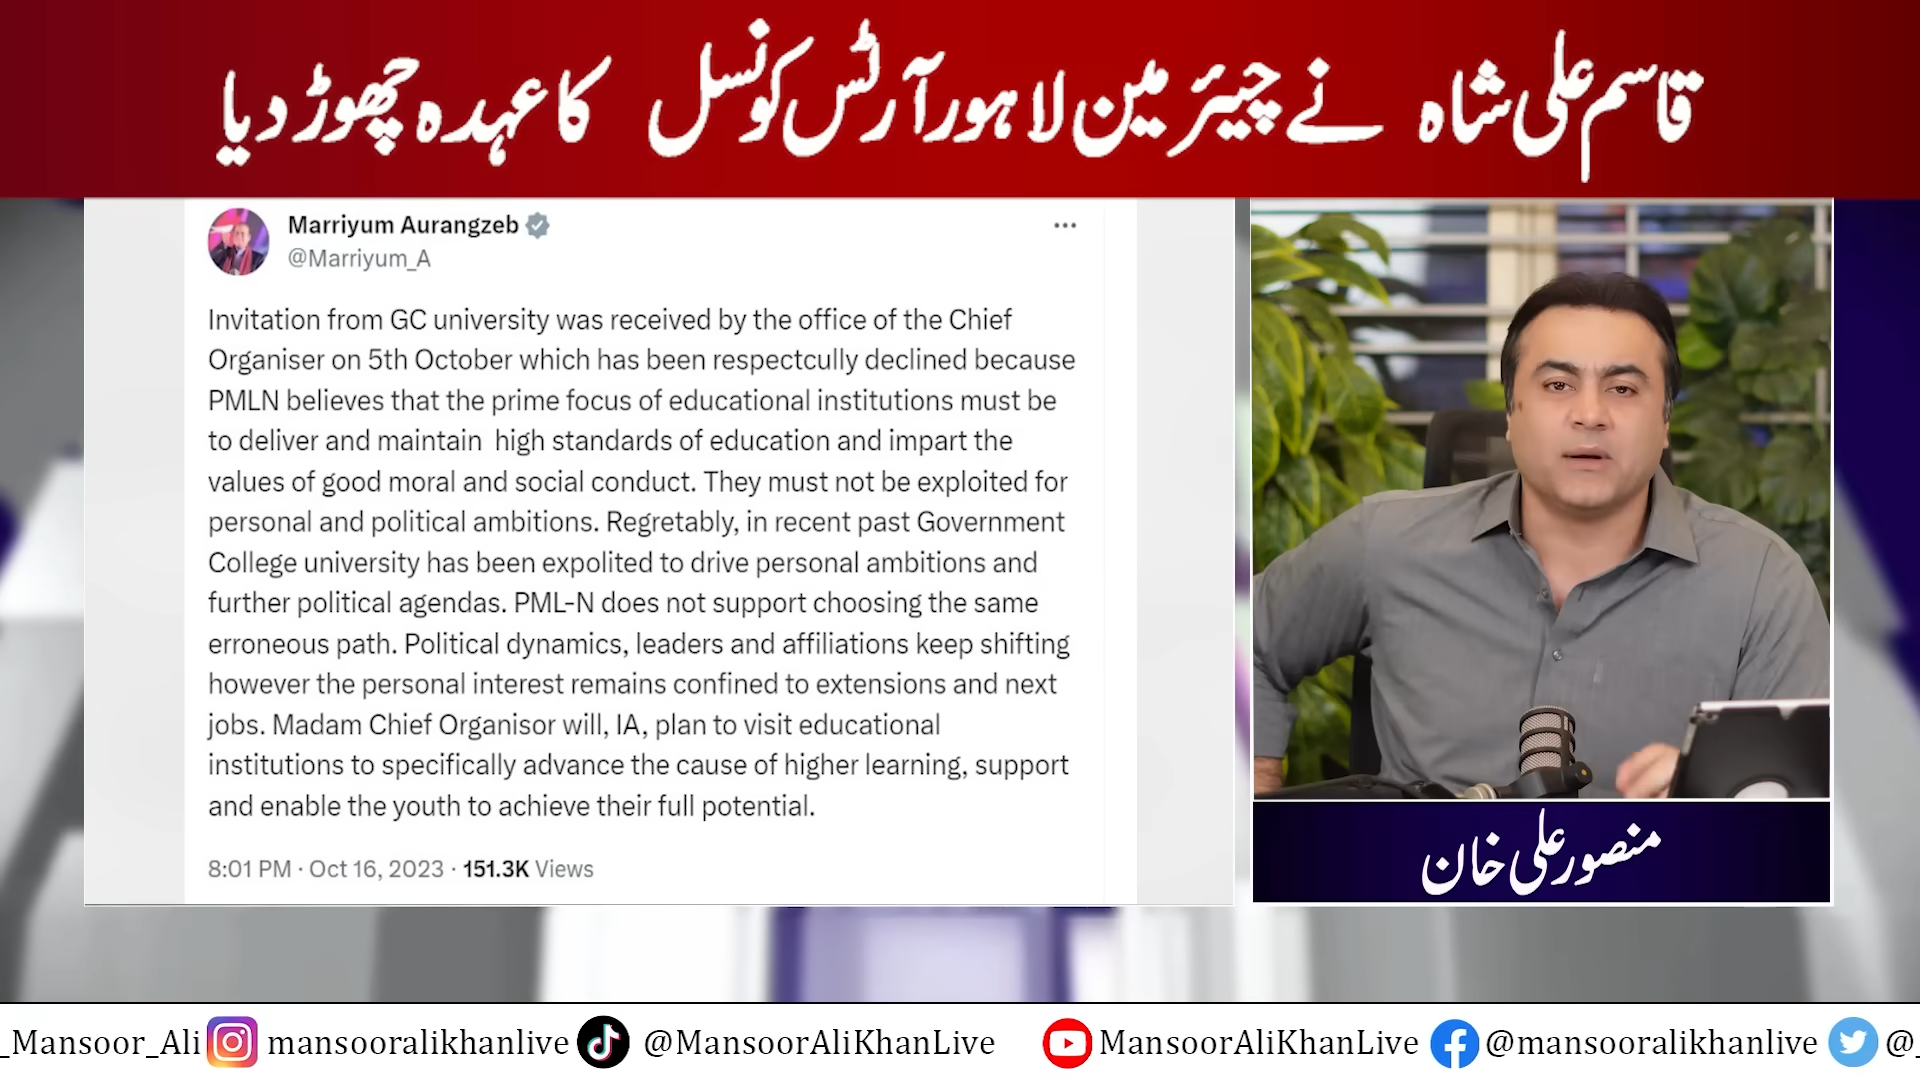 قاسم علی شاہ نے چیئرمین لاہور آرٹس کونسل کا عہدہ چھوڑ دیا
Marriyum Aurangzeb
@Marriyum_A
Invitation from GC university was received by the office of the Chief
Organiser on 5th October which has been respectcully declined because
PMLN believes that the prime focus of educational institutions must be
to deliver and maintain high standards of education and impart the
values of good moral and social conduct. They must not be exploited for
personal and political ambitions. Regretably, in recent past Government
College university has been expolited to drive personal ambitions and
further political agendas. PML-N does not support choosing the same
erroneous path. Political dynamics, leaders and affiliations keep shifting
however the personal interest remains confined to extensions and next
jobs. Madam Chief Organisor will, IA, plan to visit educational
institutions to specifically advance the cause of higher learning, support
and enable the youth to achieve their full potential.
8:01 PM · Oct 16, 2023 · 151.3K Views
منصور علی خان
_Mansoor_Ali mansooralikhanlive @MansoorAliKhanLive MansoorAliKhanLive @mansooralikhanlive @_